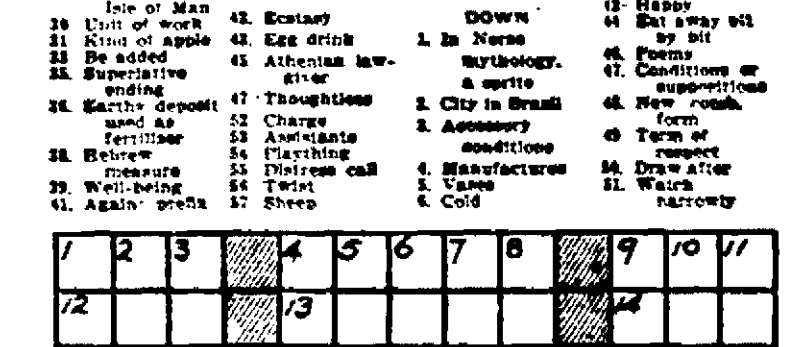 Isle of Man
30 Unit of work
31 Kind of apple
33 Be added
35. Superlative
ending
36. Earthy deposit
used as
fertiliser
38. Hebrew
measure
39. Well-being
41. Against prefix
42. Ecstasy
43. Egg drink
45 Athenian law-
giver
47 Thoughtless
52 Charge
53 Assistants
54 Plaything
55 Distress call
56 Twist
57 Sheep
DOWN
1. In Norse
mythology,
a sprite
2. City in Brazil
3. Accessory
conditions
4. Manufactures
5. Vases
6. Cold
43- Happy
44 Eat away bit
by bit
46. Poems
47. Conditions or
suppositions
48. New comb.
form
49 Term of
respect
50. Draw after
51. Watch
narrowly
1 2 3 4 5 6 7 8 9 10 11
12 13 14